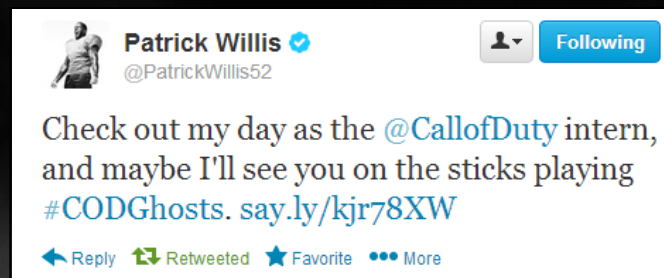 Patrick Willis
Following
@PatrickWillis52
Check out my day as the @CallofDuty intern,
and maybe I'll see you on the sticks playing
#CODGhosts. say.ly/kjr78XW
Reply Retweeted Favorite More